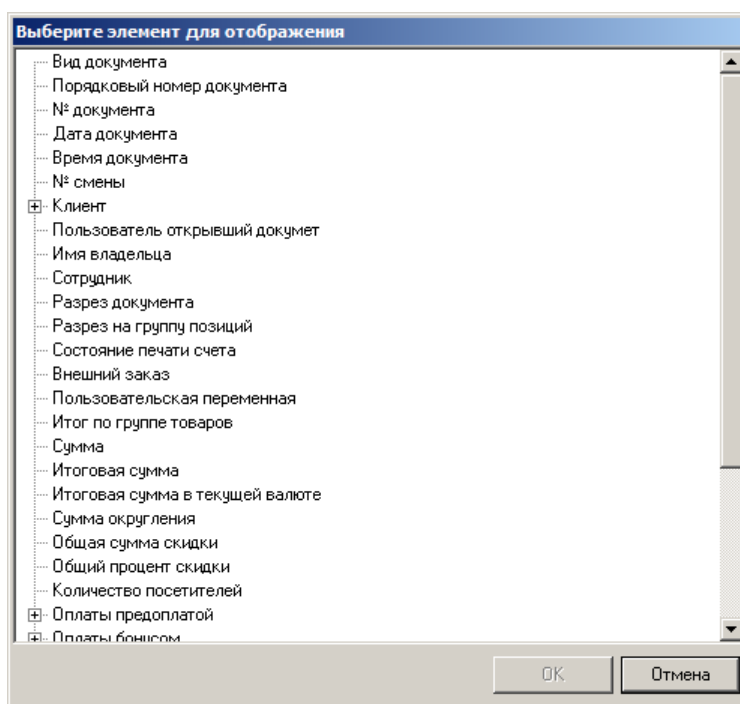 Выберите элемент для отображения
Вид документа
Порядковый номер документа
№ документа
Дата документа
Время документа
№ смены
Клиент
Пользователь открывший докумет
Имя владельца
Сотрудник
Разрез документа
Разрез на группу позиций
Состояние печати счета
Внешний заказ
Пользовательская переменная
Итог по группе товаров
Сумма
Итоговая сумма
Итоговая сумма в текущей валюте
Сумма округления
Общая сумма скидки
Общий процент скидки
Количество посетителей
Оплаты предоплатой
Оплаты бонусом
OK
Отмена